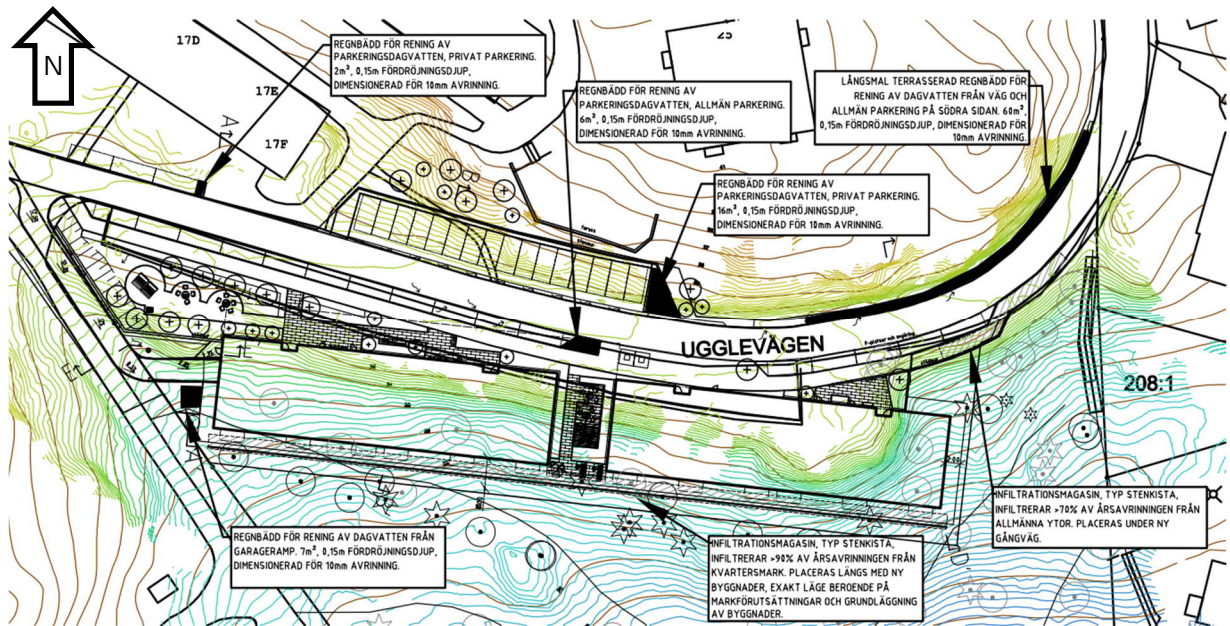 N
17D
17E
17F
25
REGNBÄDD FÖR RENING AV
PARKERINGSDAGVATTEN, PRIVAT PARKERING.
2m², 0,15m FÖRDRÖJNINGSDJUP,
DIMENSIONERAD FÖR 10mm AVRINNING.
REGNBÄDD FÖR RENING AV
PARKERINGSDAGVATTEN, ALLMÄN PARKERING.
6m², 0,15m FÖRDRÖJNINGSDJUP,
DIMENSIONERAD FÖR 10mm AVRINNING.
LÅNGSMAL TERRASSERAD REGNBÄDD FÖR
RENING AV DAGVATTEN FRÅN VÄG OCH
ALLMÄN PARKERING PÅ SÖDRA SIDAN. 60m²,
0,15m FÖRDRÖJNINGSDJUP, DIMENSIONERAD FÖR
10mm AVRINNING.
REGNBÄDD FÖR RENING AV
PARKERINGSDAGVATTEN, PRIVAT PARKERING.
16m², 0,15m FÖRDRÖJNINGSDJUP,
DIMENSIONERAD FÖR 10mm AVRINNING.
UGGLEVÄGEN
208:1
REGNBÄDD FÖR RENING AV DAGVATTEN FRÅN
GARAGERAMP. 7m², 0,15m FÖRDRÖJNINGSDJUP,
DIMENSIONERAD FÖR 10mm AVRINNING.
INFILTRATIONSMAGASIN, TYP STENKISTA,
INFILTRERAR >90% AV ÅRSAVRINNINGEN FRÅN
KVARTERSMARK. PLACERAS LÄNGS MED NY
BYGGNADER, EXAKT LÄGE BEROENDE PÅ
MARKFÖRUTSÄTTNINGAR OCH GRUNDLÄGGNING
AV BYGGNADER.
INFILTRATIONSMAGASIN, TYP STENKISTA,
INFILTRERAR >70% AV ÅRSAVRINNINGEN FRÅN
ALLMÄNNA YTOR. PLACERAS UNDER NY
GÅNGVÄG.